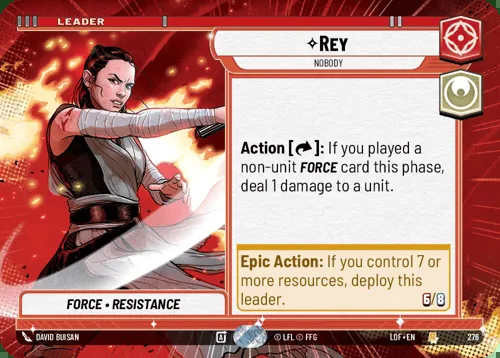 LEADER
✧REY
NOBODY
Action [↷]: If you played a
non-unit FORCE card this phase,
deal 1 damage to a unit.
Epic Action: If you control 7 or
more resources, deploy this
leader.
6/8
FORCE • RESISTANCE
DAVID BUISAN
A
© LFL © FFG
LOF • EN
276